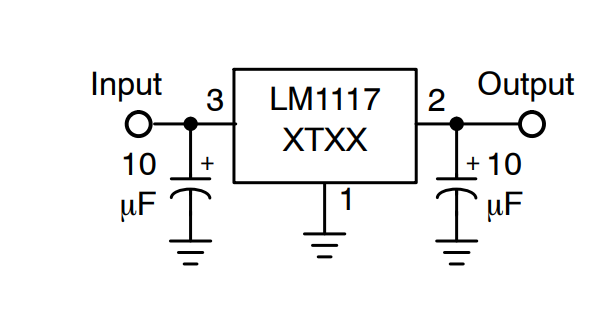 Input
3
LM1117
XTXX
2
Output
10
μF
+
1
+
10
μF